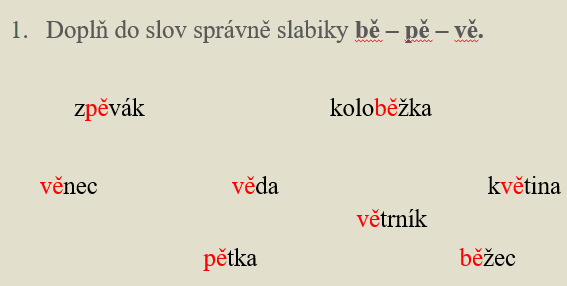 1. Doplň do slov správně slabiky bě – pě – vě.
zpěvák koloběžka
věnec věda květina
větrník
pětka běžec